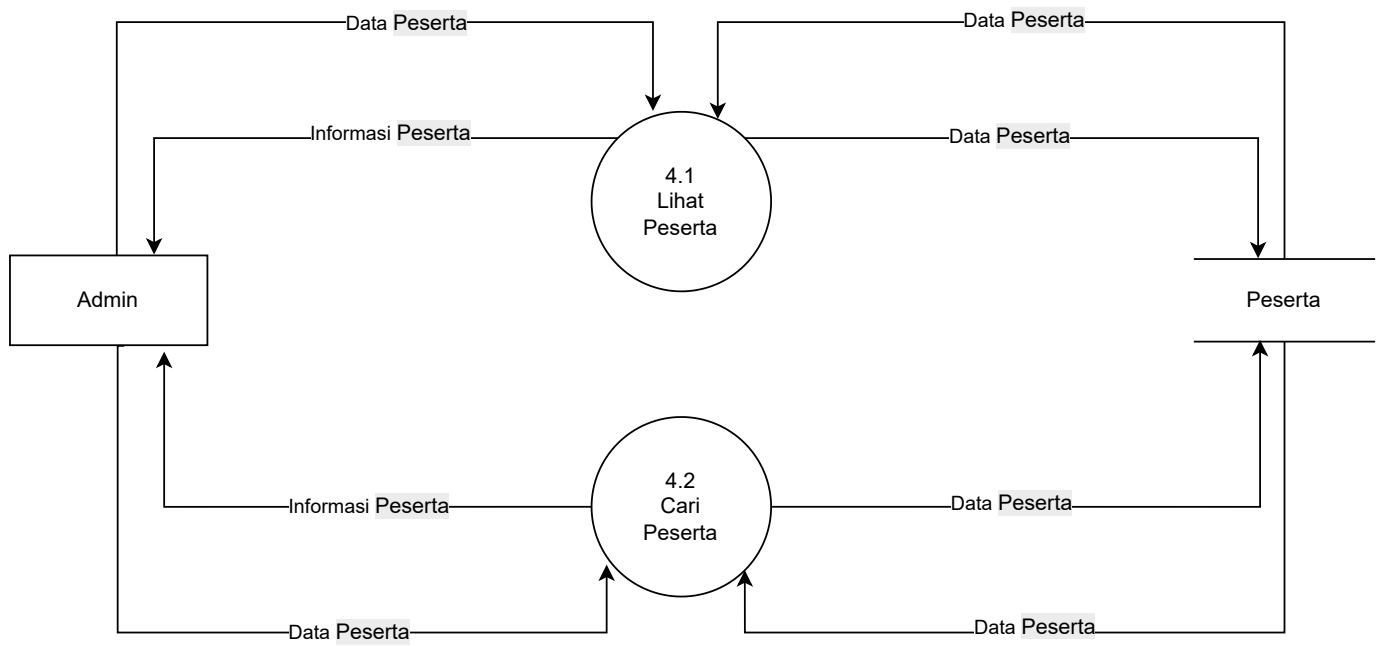 Data Peserta
Data Peserta
Informasi Peserta
Data Peserta
4.1
Lihat
Peserta
Admin
Peserta
4.2
Cari
Peserta
Informasi Peserta
Data Peserta
Data Peserta
Data Peserta